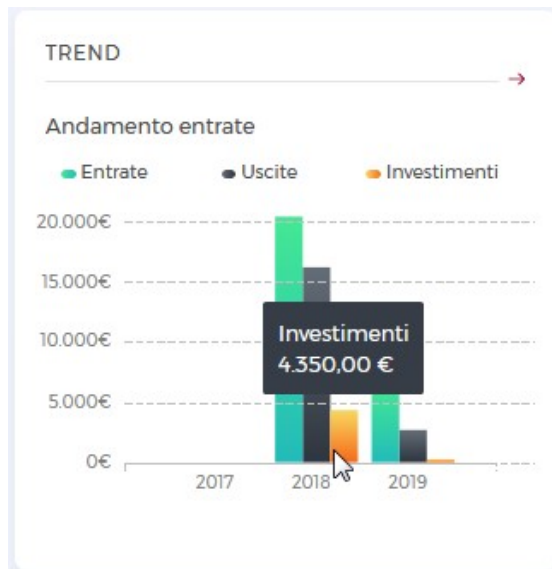 TREND
Andamento entrate
Entrate Uscite Investimenti
20.000€
15.000€
10.000€
5.000€
0€
Investimenti
4.350,00 €
2017 2018 2019